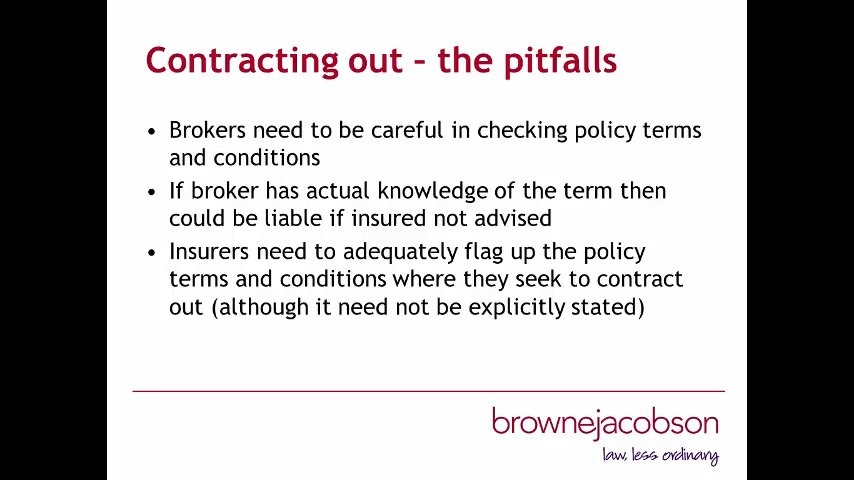 Contracting out – the pitfalls
• Brokers need to be careful in checking policy terms
and conditions
• If broker has actual knowledge of the term then
could be liable if insured not advised
• Insurers need to adequately flag up the policy
terms and conditions where they seek to contract
out (although it need not be explicitly stated)
brownejacobson
law, less ordinary